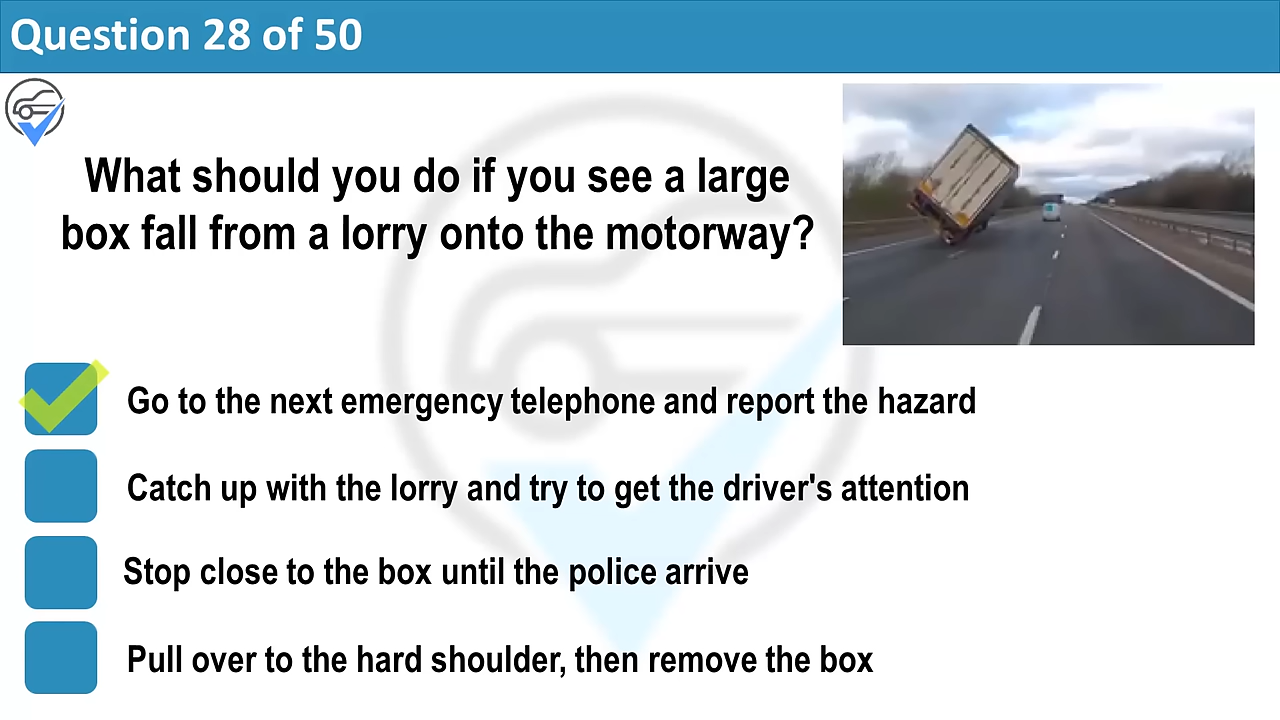 Question 28 of 50
What should you do if you see a large
box fall from a lorry onto the motorway?
Go to the next emergency telephone and report the hazard
Catch up with the lorry and try to get the driver's attention
Stop close to the box until the police arrive
Pull over to the hard shoulder, then remove the box